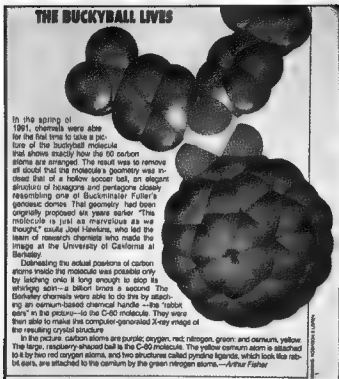 THE BUCKYBALL LIVES
In the spring of
1991, chemists were able
for the first time to take a pic-
ture of the buckyball molecule
that shows exactly how the 60 carbon
atoms are arranged. The result was to remove
all doubt that the molecule's geometry was in-
deed that of a hollow soccer ball, an elegant
structure of hexagons and pentagons closely
resembling one of Buckminster Fuller's
geodesic domes. That geometry had been
originally proposed six years earlier. "This
molecule is just as marvelous as we
thought," exults Joel Hawkins, who led the
team of research chemists who made the
image at the University of California at
Berkeley.
Delineating the actual positions of carbon
atoms inside the molecule was possible only
by latching onto it long enough to stop its
whirling spin—a billion times a second. The
Berkeley chemists were able to do this by attach-
ing an osmium-based chemical handle—the "rabbit
ears" in the picture—to the C-60 molecule. They were
then able to make this computer-generated X-ray image of
the resulting crystal structure
In the picture, carbon atoms are purple; oxygen, red; nitrogen, green; and osmium, yellow.
The large, raspberry-shaped ball is the C-60 molecule. The yellow osmium atom is attached
to it by two red oxygen atoms, and two structures called pyridine ligands, which look like rab-
bit ears, are attached to the osmium by the green nitrogen atoms.—Arthur Fisher